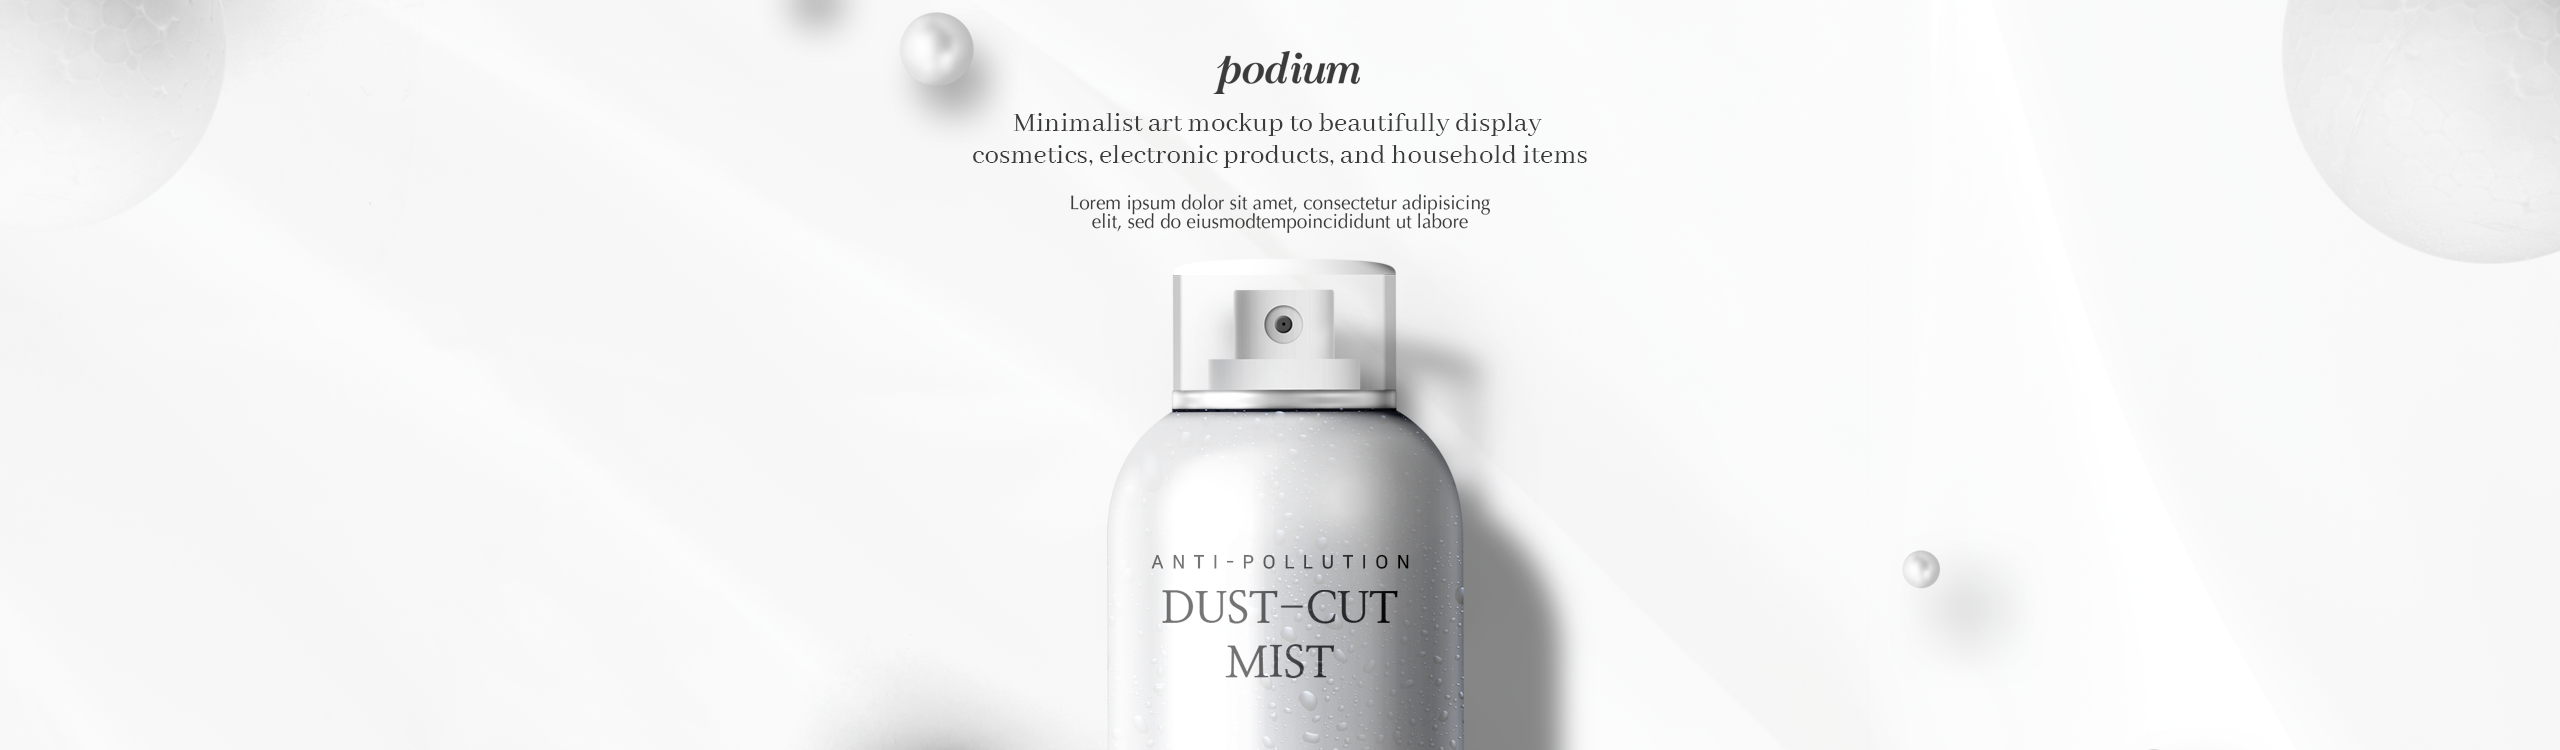 podium
Minimalist art mockup to beautifully display
cosmetics, electronic products, and household items
Lorem ipsum dolor sit amet, consectetur adipisicing
elit, sed do eiusmodtempoincididunt ut labore
ANTI-POLLUTION
DUST-CUT
MIST